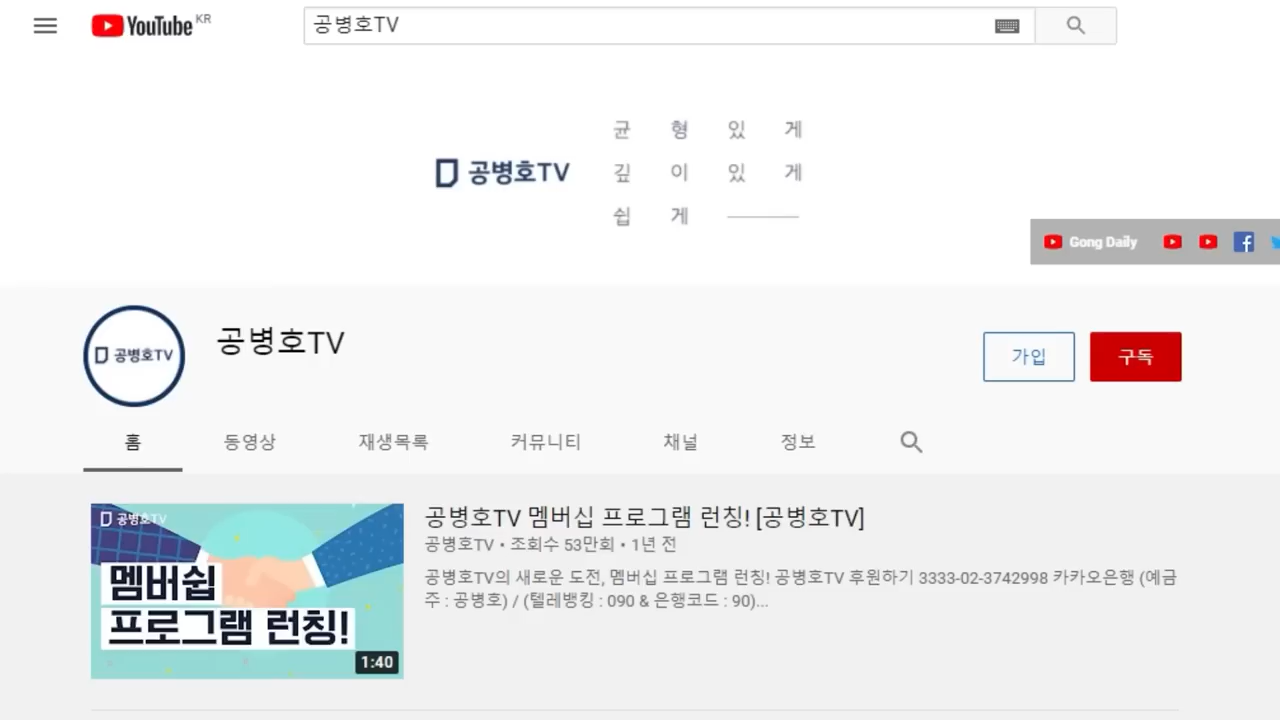 YouTube KR
공병호TV
균 형 있 게
공병호TV
깊 이 있 게
쉽 게
Gong Daily
공병호TV
공병호TV
가입
구독
홈
동영상
재생목록
커뮤니티
채널
정보
공병호TV
멤버쉽
프로그램 런칭!
1:40
공병호TV 멤버십 프로그램 런칭! [공병호TV]
공병호TV • 조회수 53만회 • 1년 전
공병호TV의 새로운 도전, 멤버십 프로그램 런칭! 공병호TV 후원하기 3333-02-3742998 카카오은행 (예금
주 : 공병호) / (텔레뱅킹 : 090 & 은행코드 : 90)...